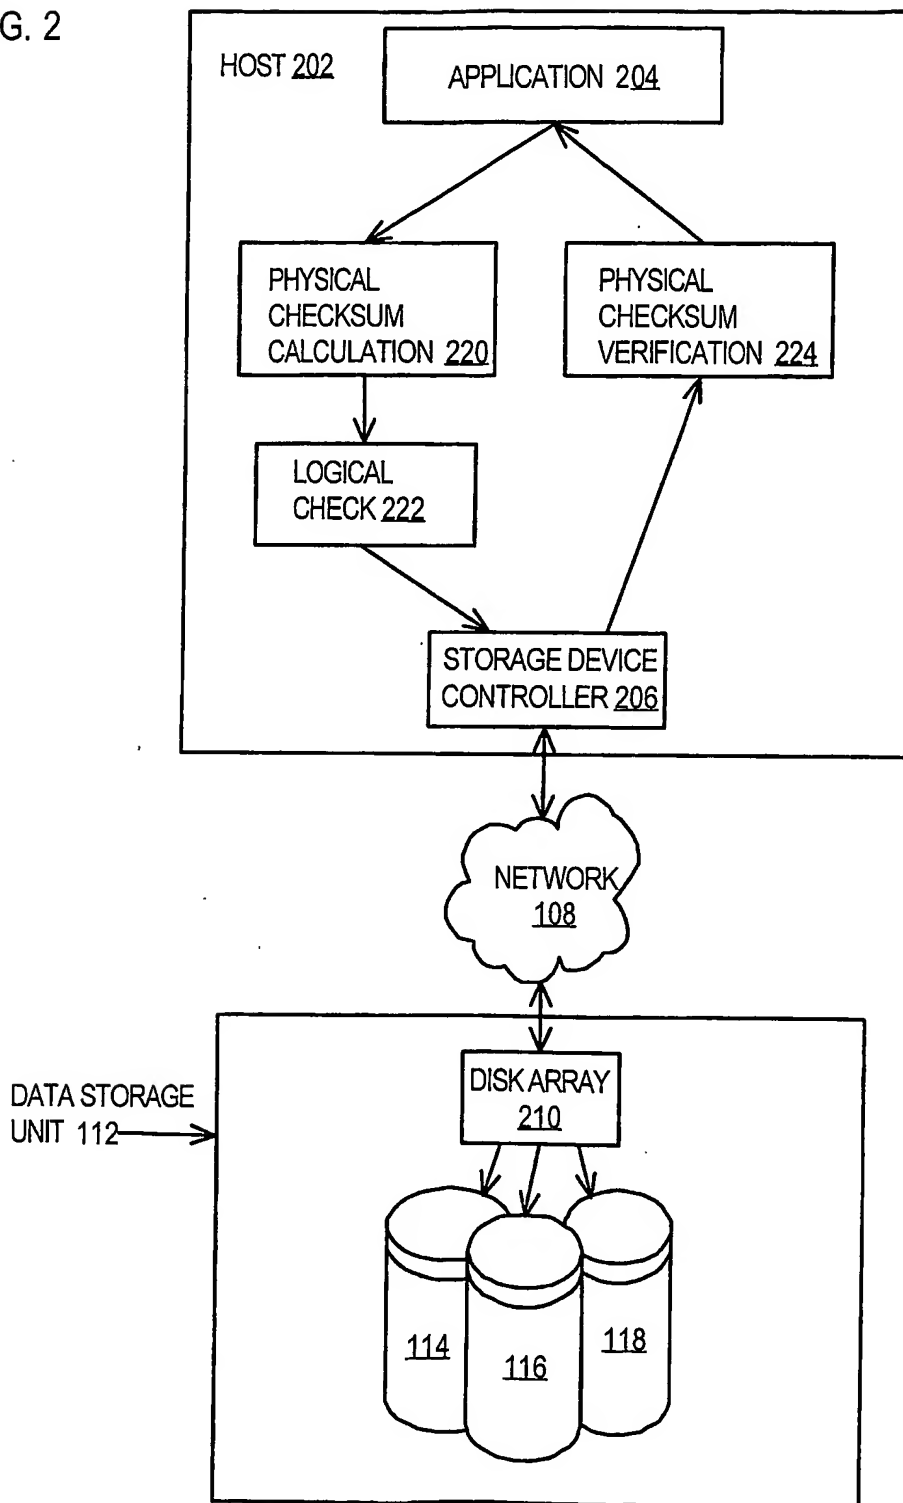 G. 2
HOST 202
APPLICATION 204
PHYSICAL
CHECKSUM
CALCULATION 220
PHYSICAL
CHECKSUM
VERIFICATION 224
LOGICAL
CHECK 222
STORAGE DEVICE
CONTROLLER 206
NETWORK
108
DISK ARRAY
210
DATA STORAGE
UNIT 112
114
116
118